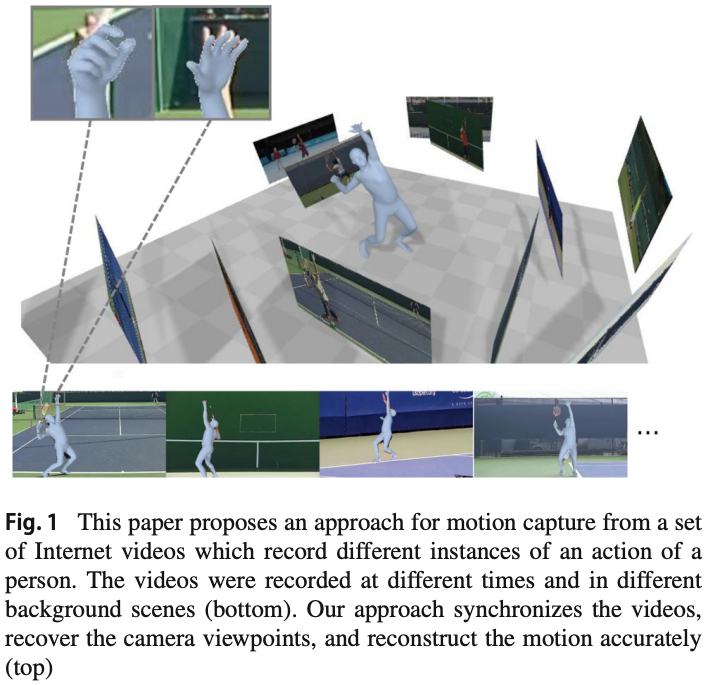 usopen.org
...
Fig. 1 This paper proposes an approach for motion capture from a set
of Internet videos which record different instances of an action of a
person. The videos were recorded at different times and in different
background scenes (bottom). Our approach synchronizes the videos,
recover the camera viewpoints, and reconstruct the motion accurately
(top)